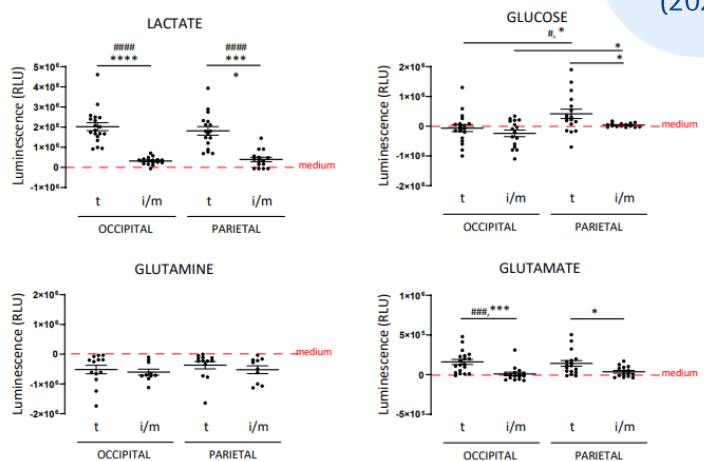 (202
LACTATE
####
****
####
***
*
Luminescence (RLU)
5×10⁶
4×10⁶
3×10⁶
2×10⁶
1×10⁶
0
-1×10⁶
medium
t i/m t i/m
OCCIPITAL PARIETAL
GLUCOSE
#, *
*
*
Luminescence (RLU)
2×10⁶
1×10⁶
0
-1×10⁶
-2×10⁶
medium
t i/m t i/m
OCCIPITAL PARIETAL
GLUTAMINE
Luminescence (RLU)
2×10⁶
1×10⁶
0
-1×10⁶
-2×10⁶
medium
t i/m t i/m
OCCIPITAL PARIETAL
GLUTAMATE
###,***
*
Luminescence (RLU)
1×10⁶
5×10⁵
0
-5×10⁵
medium
t i/m t i/m
OCCIPITAL PARIETAL